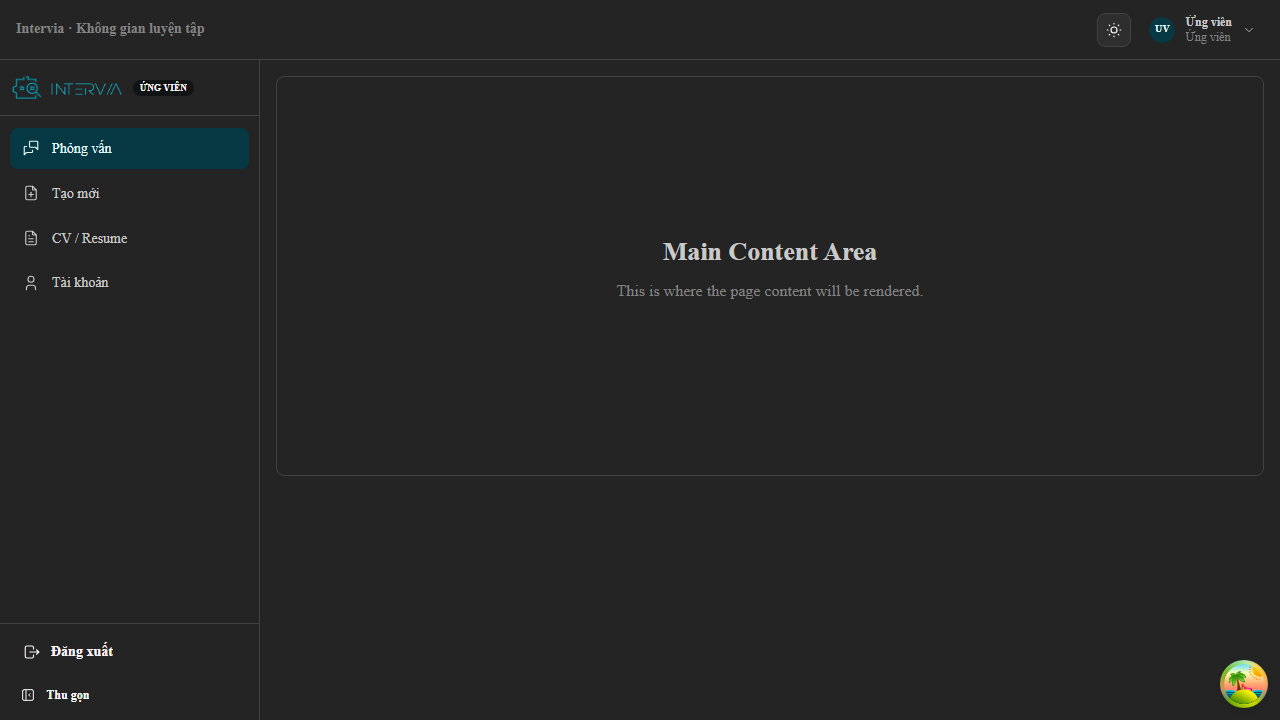 Intervia · Không gian luyện tập
UV
Ứng viên
Ứng viên
INTERVIA
ỨNG VIÊN
Phỏng vấn
Tạo mới
CV / Resume
Tài khoản
Main Content Area
This is where the page content will be rendered.
Đăng xuất
Thu gọn